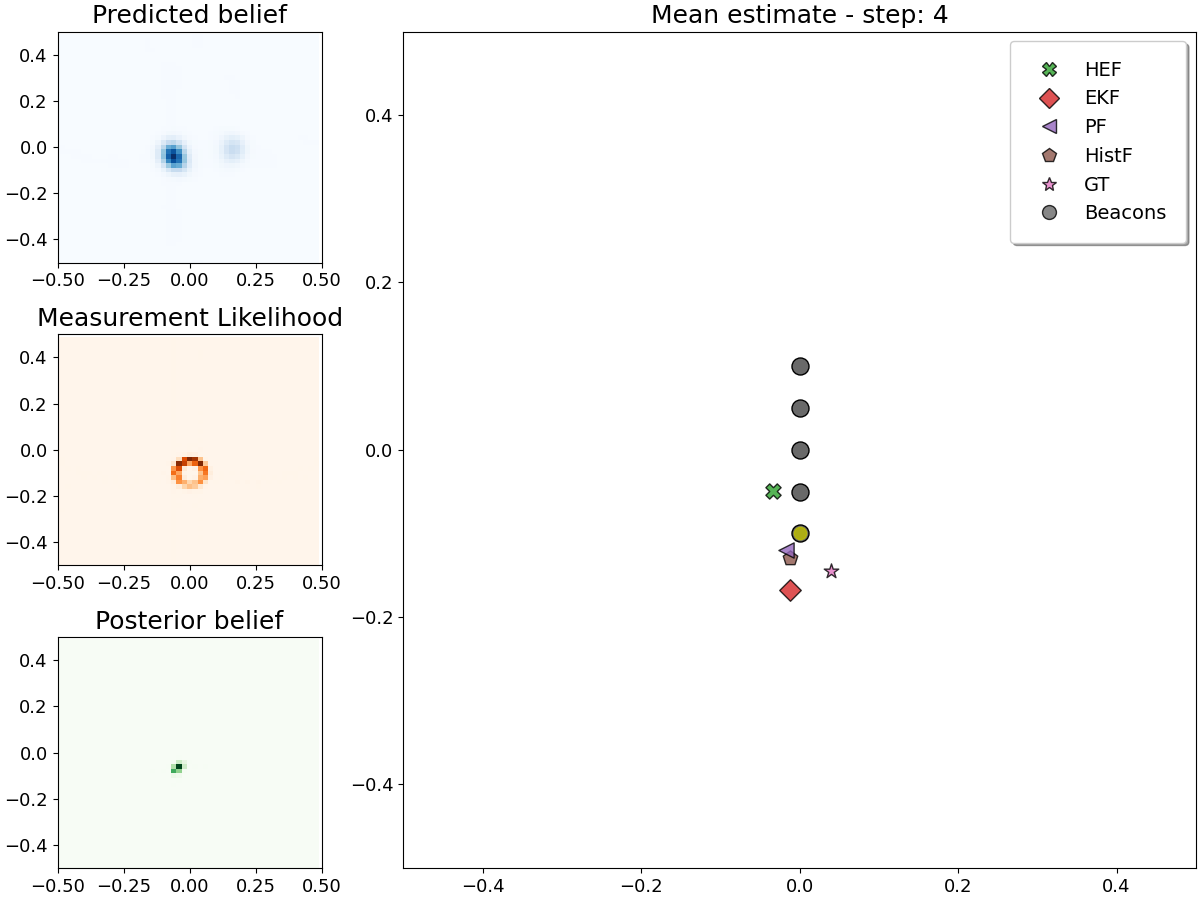 Predicted belief
0.4
0.2
0.0
−0.2
−0.4
−0.50 −0.25 0.00 0.25 0.50
Measurement Likelihood
0.4
0.2
0.0
−0.2
−0.4
−0.50 −0.25 0.00 0.25 0.50
Posterior belief
0.4
0.2
0.0
−0.2
−0.4
−0.50 −0.25 0.00 0.25 0.50
Mean estimate - step: 4
HEF
EKF
PF
HistF
GT
Beacons
0.4
0.2
0.0
−0.2
−0.4
−0.4 −0.2 0.0 0.2 0.4